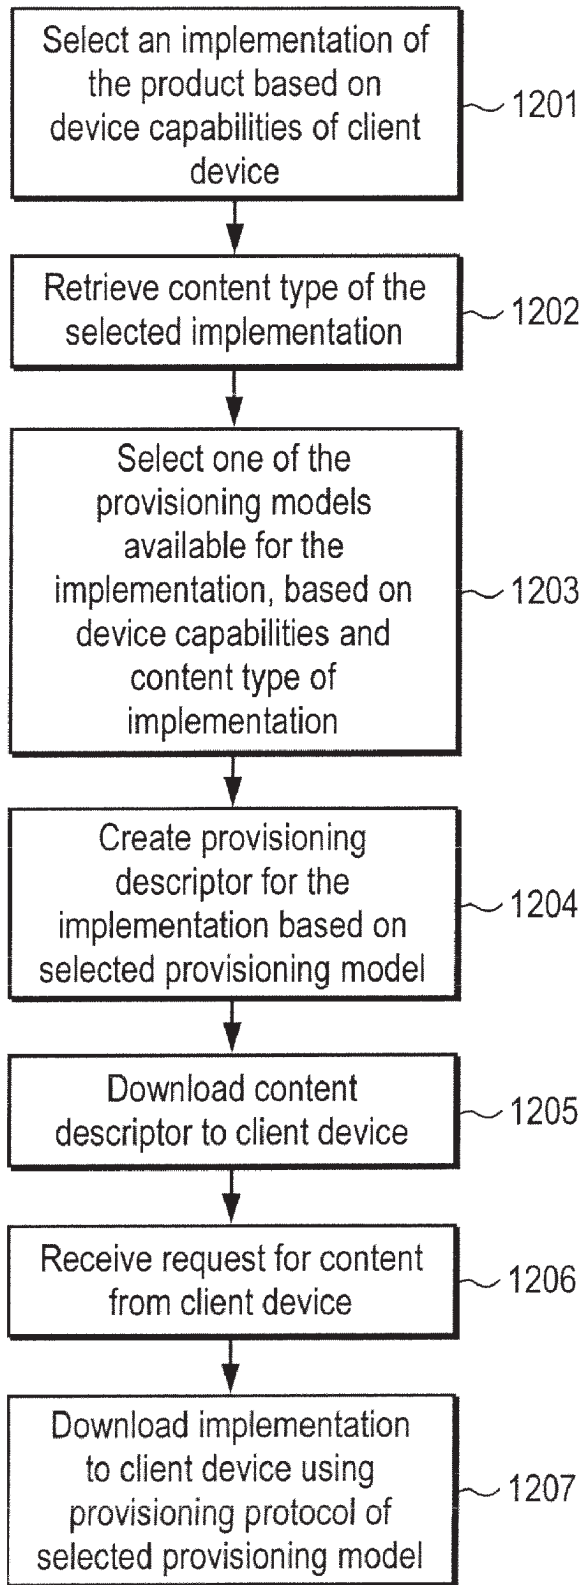 Select an implementation of
the product based on
device capabilities of client
device
1201
Retrieve content type of the
selected implementation
1202
Select one of the
provisioning models
available for the
implementation, based on
device capabilities and
content type of
implementation
1203
Create provisioning
descriptor for the
implementation based on
selected provisioning model
1204
Download content
descriptor to client device
1205
Receive request for content
from client device
1206
Download implementation
to client device using
provisioning protocol of
selected provisioning model
1207